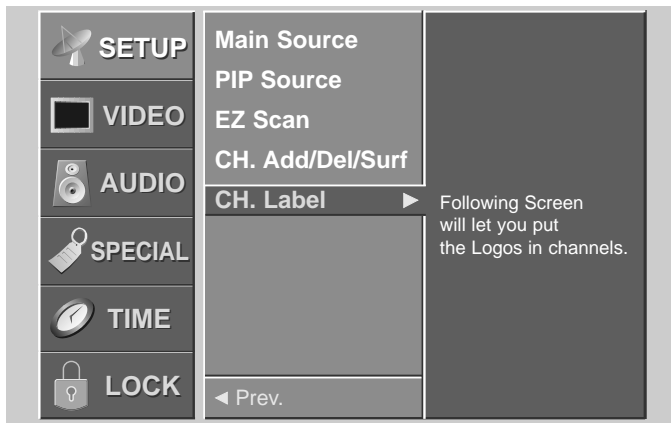 SETUP
VIDEO
AUDIO
SPECIAL
TIME
LOCK
Main Source
PIP Source
EZ Scan
CH. Add/Del/Surf
CH. Label ►
◄ Prev.
Following Screen
will let you put
the Logos in channels.